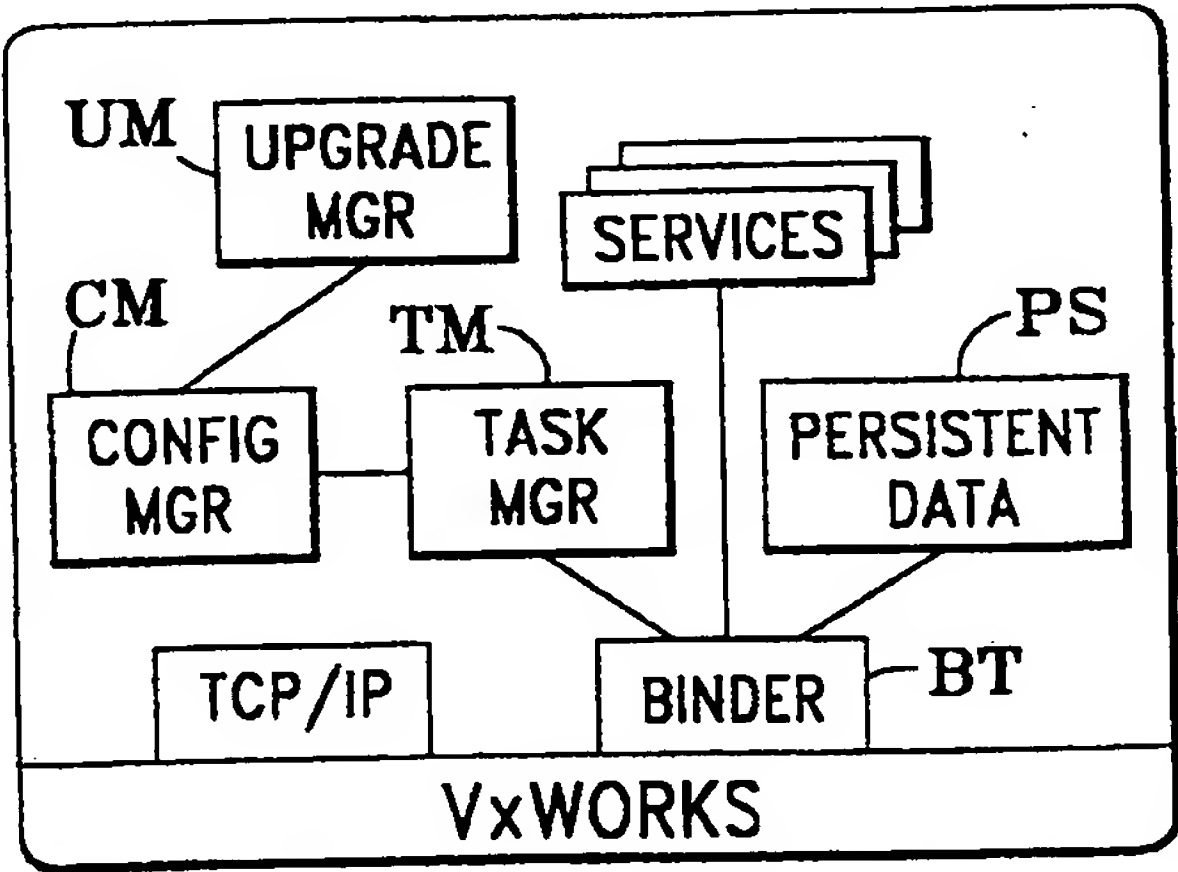 UM
UPGRADE
MGR
SERVICES
CM
TM
PS
CONFIG
MGR
TASK
MGR
PERSISTENT
DATA
TCP/IP
BINDER
BT
VxWORKS